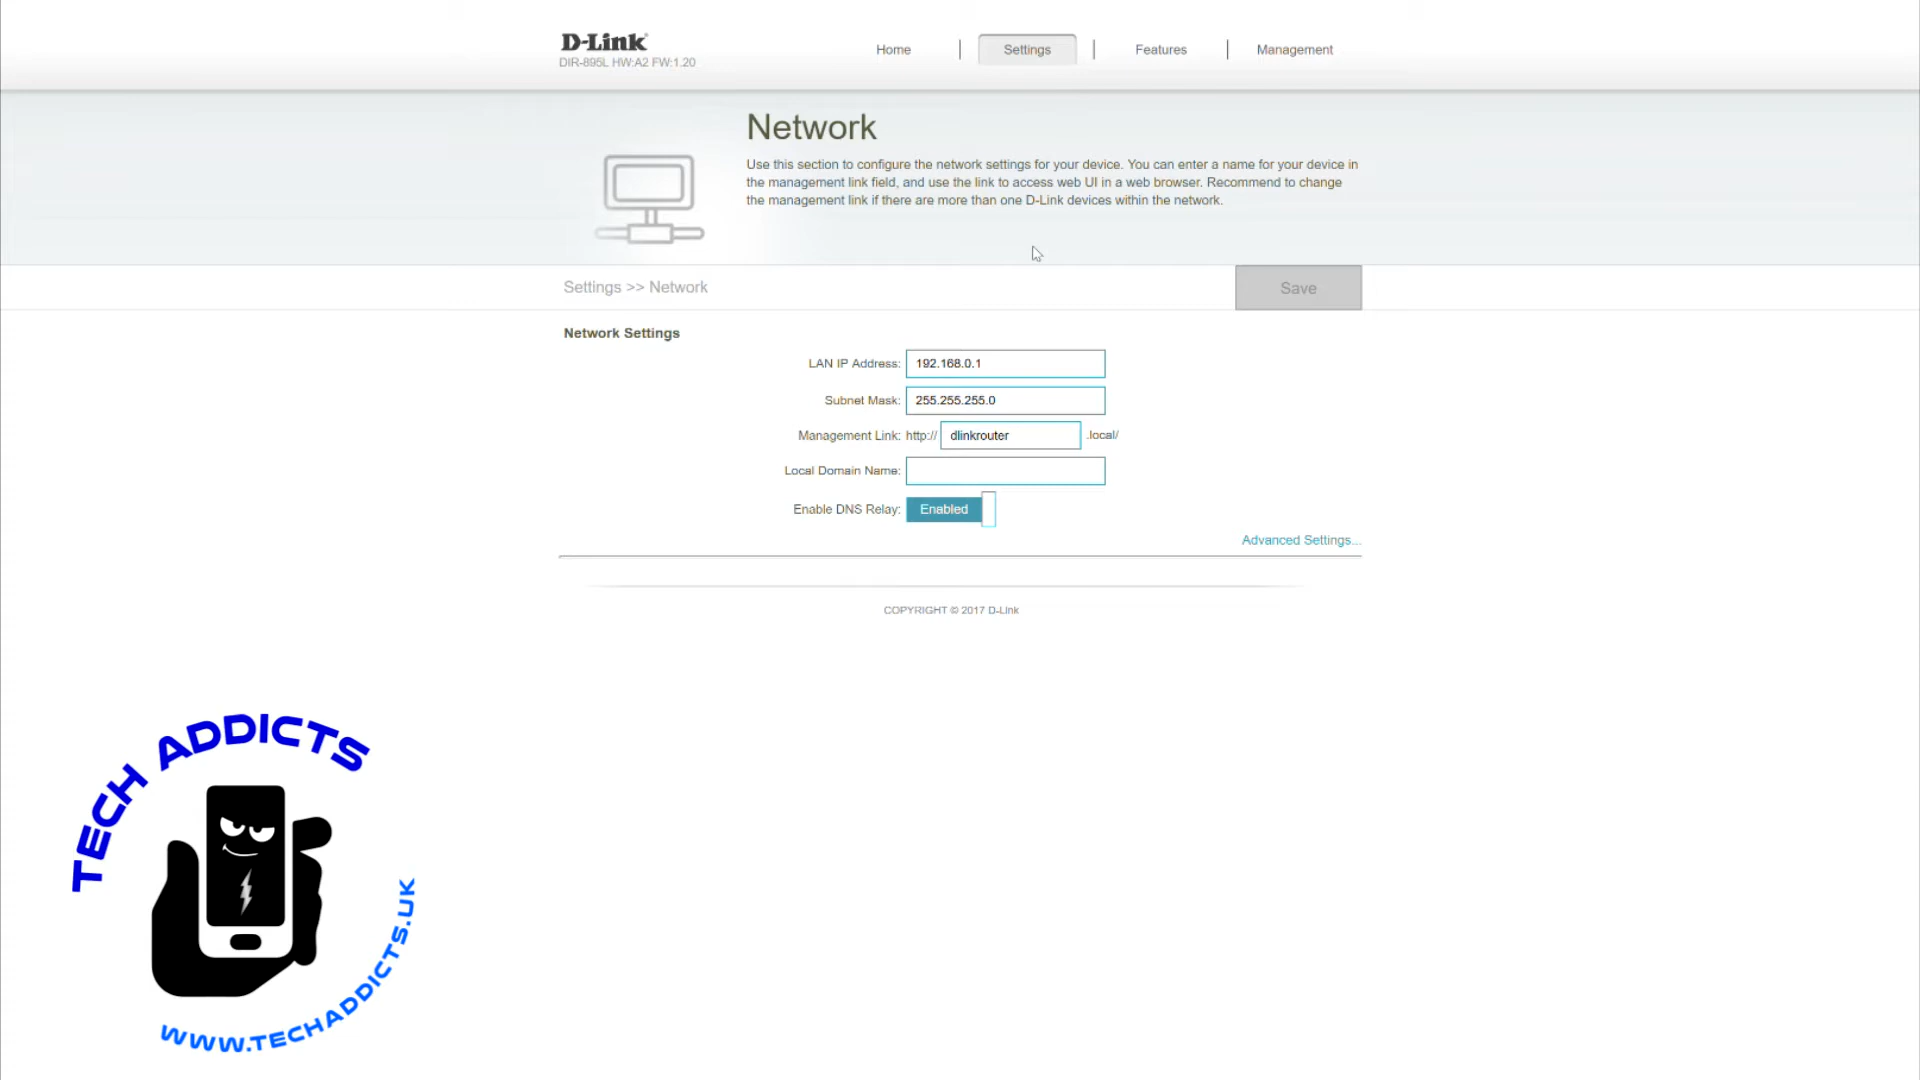 D-Link
DIR-895L HW:A2 FW:1.20
Home
Settings
Features
Management
Network
Use this section to configure the network settings for your device. You can enter a name for your device in
the management link field, and use the link to access web UI in a web browser. Recommend to change
the management link if there are more than one D-Link devices within the network.
Settings >> Network
Save
Network Settings
LAN IP Address: 192.168.0.1
Subnet Mask: 255.255.255.0
Management Link: http:// dlinkrouter .local/
Local Domain Name:
Enable DNS Relay: Enabled
Advanced Settings...
COPYRIGHT © 2017 D-Link
TECH ADDICTS
WWW.TECHADDICTS.UK